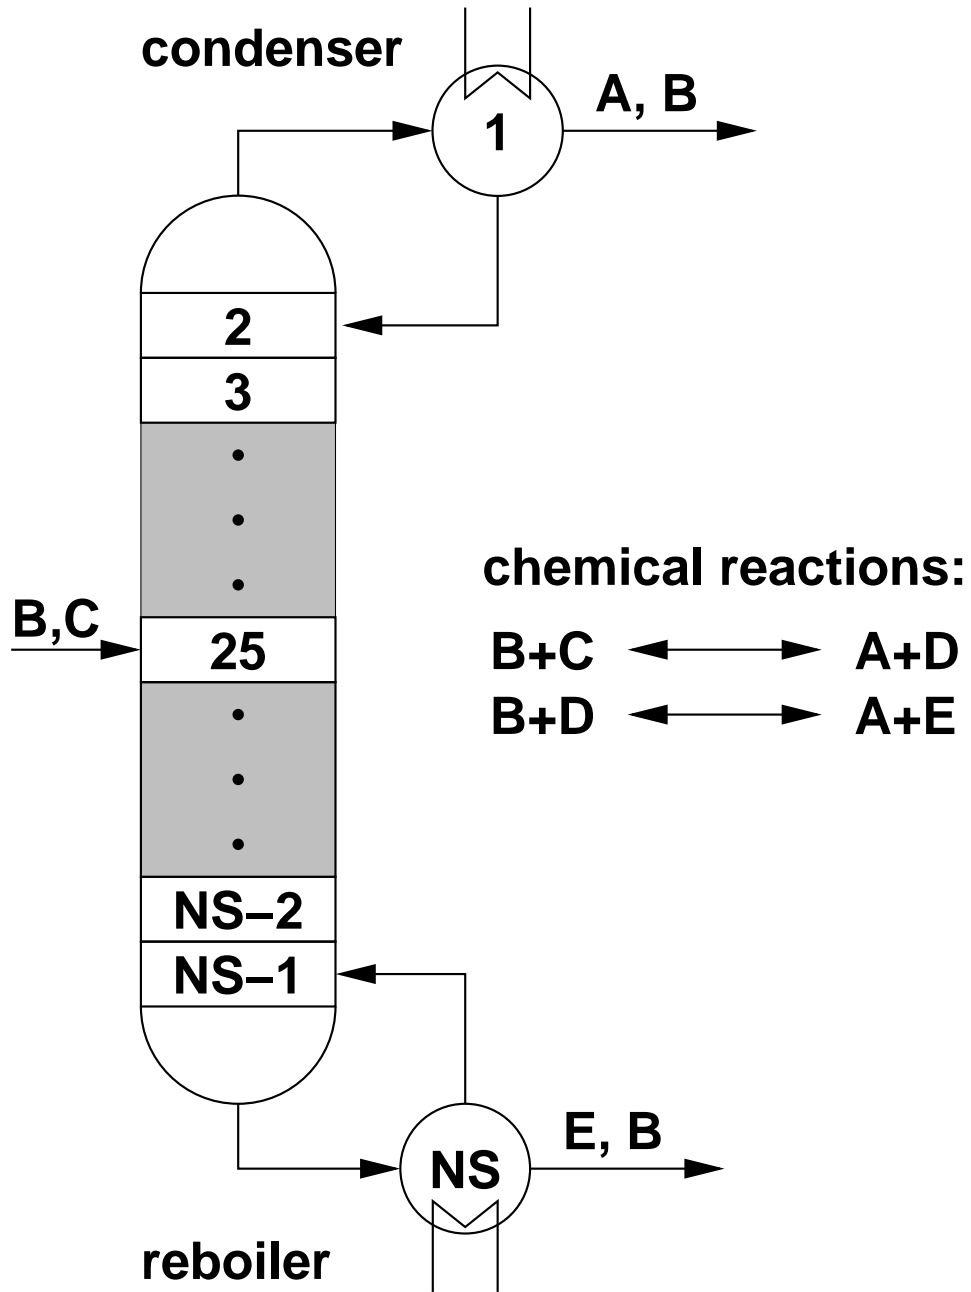 condenser
A, B
1
2
3
B,C
25
chemical reactions:
B+C A+D
B+D A+E
NS–2
NS–1
E, B
NS
reboiler